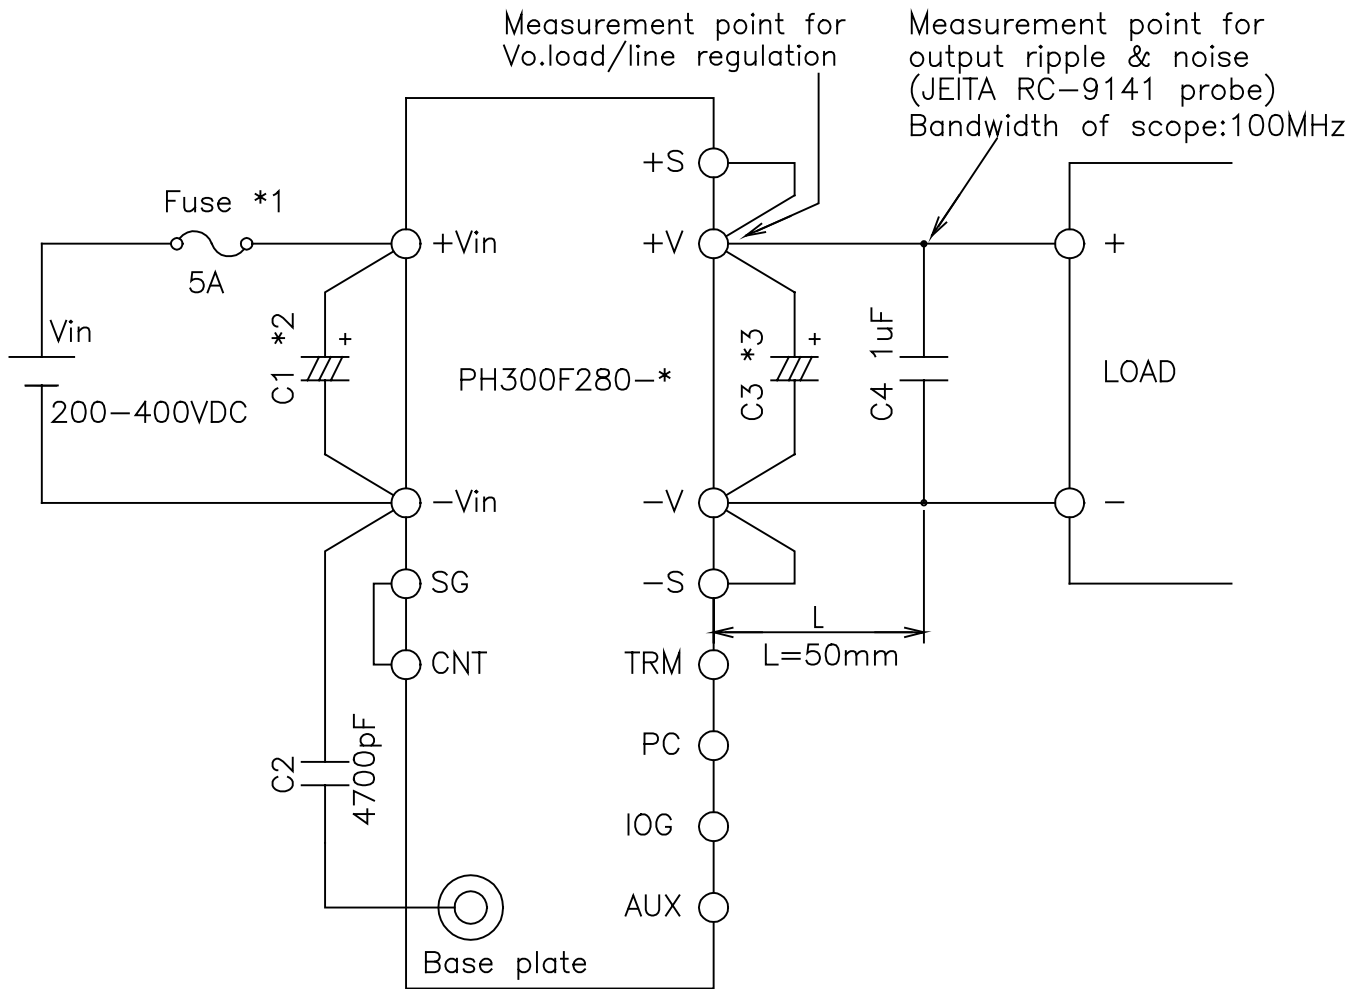 Measurement point for
Vo.load/line regulation
Measurement point for
output ripple & noise
(JEITA RC-9141 probe)
Bandwidth of scope:100MHz
Fuse *1
5A
Vin
200-400VDC
+Vin
C1 *2
+
-Vin
SG
CNT
C2
4700pF
Base plate
PH300F280-*
+S
+V
-V
-S
TRM
PC
IOG
AUX
C3 *3
+
C4 1uF
L
L=50mm
+
LOAD
-